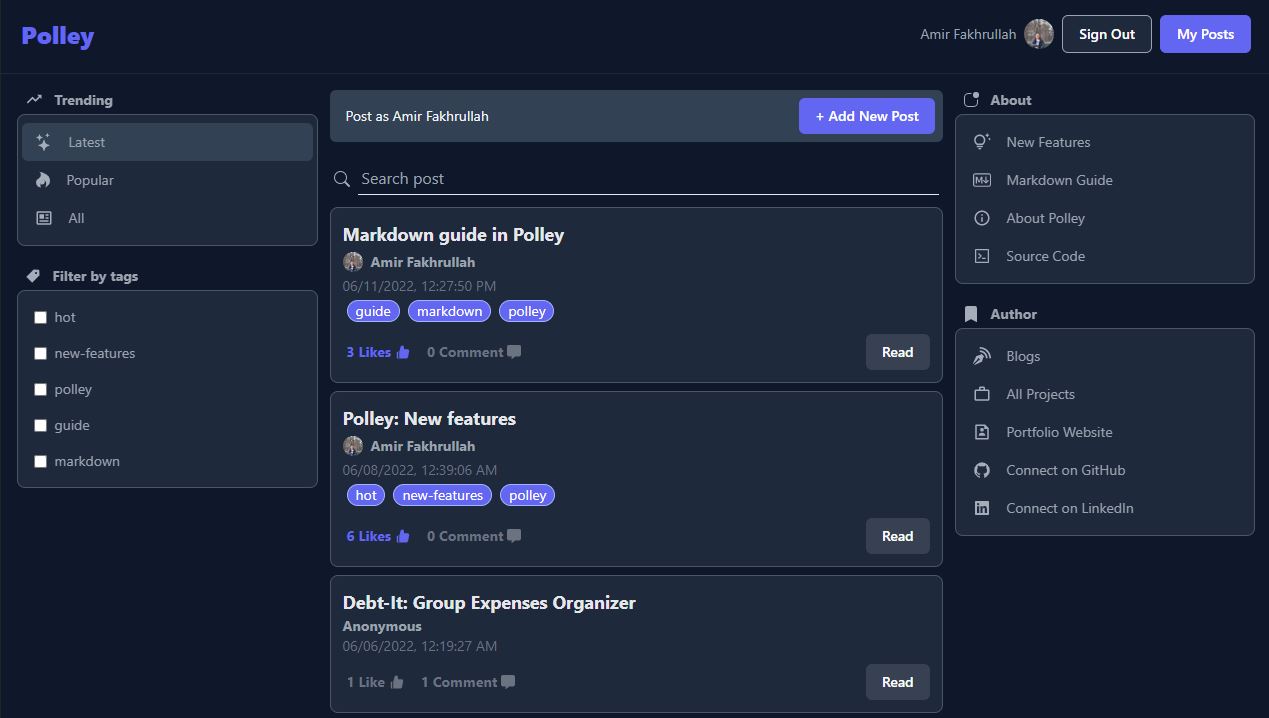 Polley
Amir Fakhrullah
Sign Out
My Posts
Trending
Latest
Popular
All
Filter by tags
hot
new-features
polley
guide
markdown
Post as Amir Fakhrullah
+ Add New Post
Search post
Markdown guide in Polley
Amir Fakhrullah
06/11/2022, 12:27:50 PM
guide markdown polley
3 Likes 0 Comment Read
Polley: New features
Amir Fakhrullah
06/08/2022, 12:39:06 AM
hot new-features polley
6 Likes 0 Comment Read
Debt-It: Group Expenses Organizer
Anonymous
06/06/2022, 12:19:27 AM
1 Like 1 Comment Read
About
New Features
Markdown Guide
About Polley
Source Code
Author
Blogs
All Projects
Portfolio Website
Connect on GitHub
Connect on LinkedIn